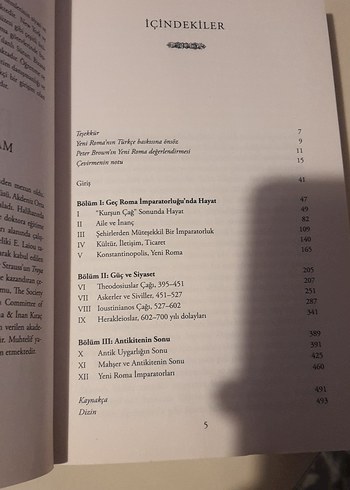 İÇİNDEKİLER
Teşekkür 7
Yeni Roma'nın Türkçe baskısına önsöz 9
Peter Brown'ın Yeni Roma değerlendirmesi 11
Çevirmenin notu 15
Giriş 41
Bölüm I: Geç Roma İmparatorluğu'nda Hayat 47
I "Kurşun Çağ" Sonunda Hayat 49
II Aile ve İnanç 82
III Şehirlerden Müteşekkil Bir İmparatorluk 109
IV Kültür, İletişim, Ticaret 140
V Konstantinopolis, Yeni Roma 165
Bölüm II: Güç ve Siyaset 205
VI Theodosiuslar Çağı, 395–451 207
VII Askerler ve Siviller, 451–527 251
VIII Ioustinianos Çağı, 527–602 287
IX Herakleioslar, 602–700 yılı dolayları 341
Bölüm III: Antikitenin Sonu 389
X Antik Uygarlığın Sonu 391
XI Mahşer ve Antikitenin Sonu 425
XII Yeni Roma İmparatorları 460
Kaynakça 491
Dizin 493
5